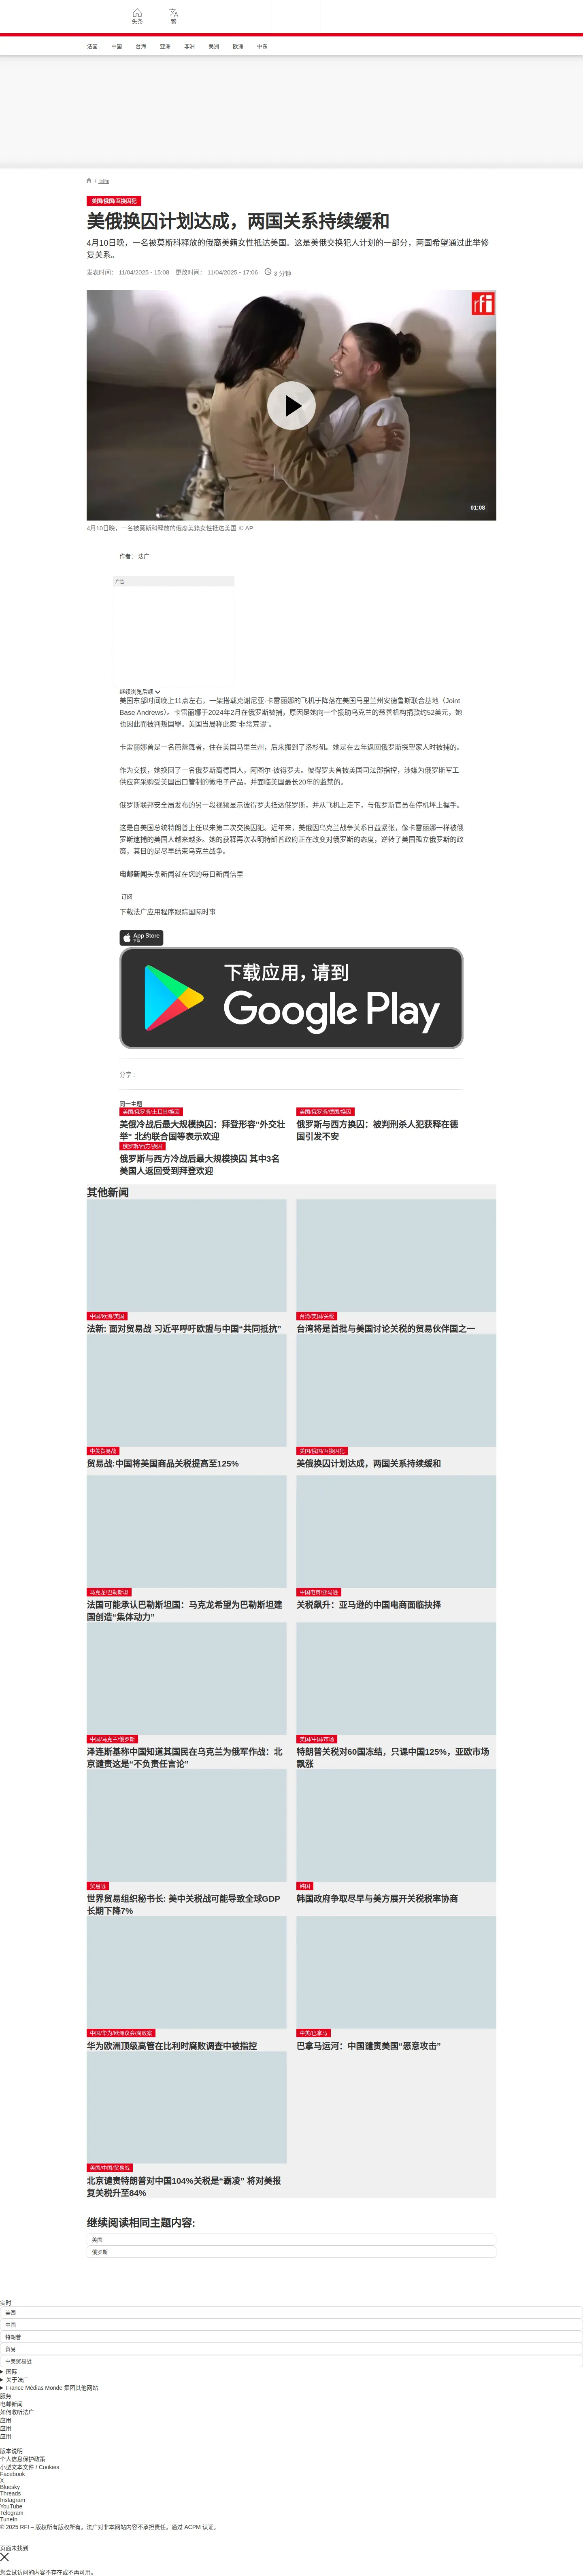 头条
繁
法国 中国 台海 亚洲 非洲 美洲 欧洲 中东
/ 国际
美国/俄国/互换囚犯
美俄换囚计划达成，两国关系持续缓和
4月10日晚，一名被莫斯科释放的俄裔美籍女性抵达美国。这是美俄交换犯人计划的一部分，两国希望通过此举修
复关系。
发表时间： 11/04/2025 - 15:08 更改时间： 11/04/2025 - 17:06 3 分钟
rfi
01:08
4月10日晚，一名被莫斯科释放的俄裔美籍女性抵达美国. © AP
作者： 法广
广告
继续浏览后续
美国东部时间晚上11点左右，一架搭载克谢尼亚·卡雷丽娜的飞机于降落在美国马里兰州安德鲁斯联合基地（Joint
Base Andrews）。卡雷丽娜于2024年2月在俄罗斯被捕，原因是她向一个援助乌克兰的慈善机构捐款约52美元，她
也因此而被判叛国罪。美国当局称此案“非常荒谬”。
卡雷丽娜曾是一名芭蕾舞者，住在美国马里兰州，后来搬到了洛杉矶。她是在去年返回俄罗斯探望家人时被捕的。
作为交换，她换回了一名俄罗斯裔德国人，阿图尔·彼得罗夫。彼得罗夫曾被美国司法部指控，涉嫌为俄罗斯军工
供应商采购受美国出口管制的微电子产品，并面临美国最长20年的监禁的。
俄罗斯联邦安全局发布的另一段视频显示彼得罗夫抵达俄罗斯，并从飞机上走下，与俄罗斯官员在停机坪上握手。
这是自美国总统特朗普上任以来第二次交换囚犯。近年来，美俄因乌克兰战争关系日益紧张，像卡雷丽娜一样被俄
罗斯逮捕的美国人越来越多。她的获释再次表明特朗普政府正在改变对俄罗斯的态度，逆转了美国孤立俄罗斯的政
策，其目的是尽早结束乌克兰战争。
电邮新闻头条新闻就在您的每日新闻信里
订阅
下载法广应用程序跟踪国际时事
App Store
下载
下载应用，请到
Google Play
分享 :
同一主题
美国/俄罗斯/土耳其/换囚
美俄冷战后最大规模换囚：拜登形容“外交壮
举” 北约联合国等表示欢迎
美国/俄罗斯/德国/换囚
俄罗斯与西方换囚：被判刑杀人犯获释在德
国引发不安
俄罗斯/西方/换囚
俄罗斯与西方冷战后最大规模换囚 其中3名
美国人返回受到拜登欢迎
其他新闻
中国/欧洲/美国
法新: 面对贸易战 习近平呼吁欧盟与中国“共同抵抗”
台湾/美国/关税
台湾将是首批与美国讨论关税的贸易伙伴国之一
中美贸易战
贸易战:中国将美国商品关税提高至125%
美国/俄国/互换囚犯
美俄换囚计划达成，两国关系持续缓和
马克龙/巴勒斯坦
法国可能承认巴勒斯坦国：马克龙希望为巴勒斯坦建
国创造“集体动力”
中国电商/亚马逊
关税飙升：亚马逊的中国电商面临抉择
中国/乌克兰/俄罗斯
泽连斯基称中国知道其国民在乌克兰为俄军作战：北
京谴责这是“不负责任言论”
美国/中国/市场
特朗普关税对60国冻结，只课中国125%，亚欧市场
飘涨
贸易战
世界贸易组织秘书长: 美中关税战可能导致全球GDP
长期下降7%
韩国
韩国政府争取尽早与美方展开关税税率协商
中国/华为/欧洲议会/腐败案
华为欧洲顶级高管在比利时腐败调查中被指控
中美/巴拿马
巴拿马运河：中国谴责美国“恶意攻击”
美国/中国/贸易战
北京谴责特朗普对中国104%关税是“霸凌” 将对美报
复关税升至84%
继续阅读相同主题内容:
美国
俄罗斯
实时
美国
中国
特朗普
贸易
中美贸易战
国际
关于法广
France Médias Monde 集团其他网站
服务
电邮新闻
如何收听法广
应用
应用
应用
版本说明
个人信息保护政策
小型文本文件 / Cookies
Facebook
X
Bluesky
Threads
Instagram
YouTube
Telegram
TuneIn
© 2025 RFI – 版权所有版权所有。法广对非本网站内容不承担责任。通过 ACPM 认证。
页面未找到
您尝试访问的内容不存在或不再可用。